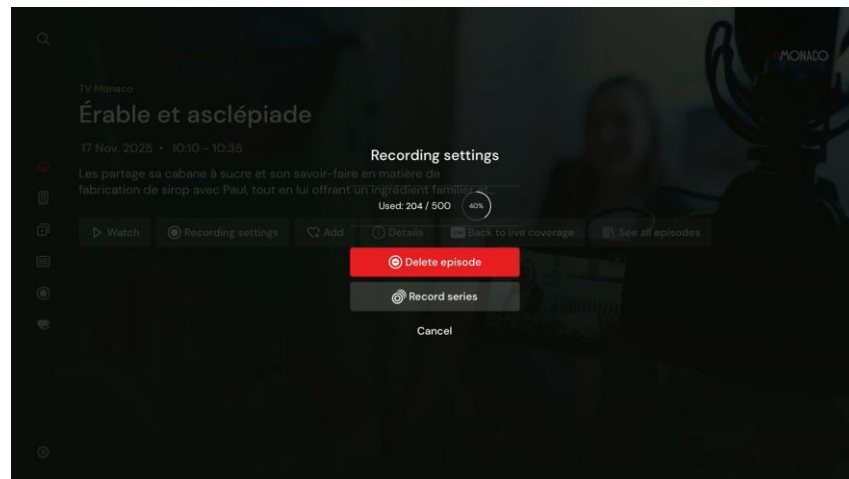 TVMONACO
TV Monaco
Érable et asclépiade
17 Nov. 2025 • 10:10 - 10:35
Recording settings
Les partage sa cabane à sucre et son savoir-faire en matière de
fabrication de sirop avec Paul, tout en lui offrant un ingrédient familier et...
Used: 204 / 500
40%
Watch
Recording settings
Add
Details
Back to live coverage
See all episodes
Delete episode
Record series
Cancel